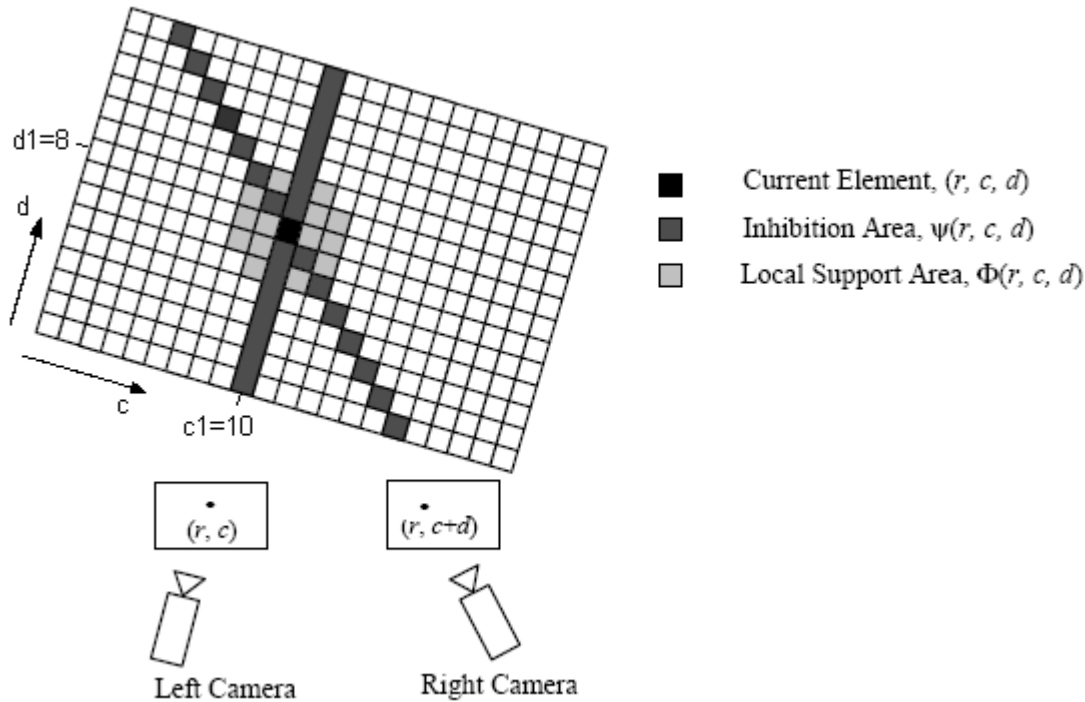 d1=8
d
c
c1=10
Current Element, (r, c, d)
Inhibition Area, ψ(r, c, d)
Local Support Area, Φ(r, c, d)
(r, c)
(r, c+d)
Left Camera
Right Camera